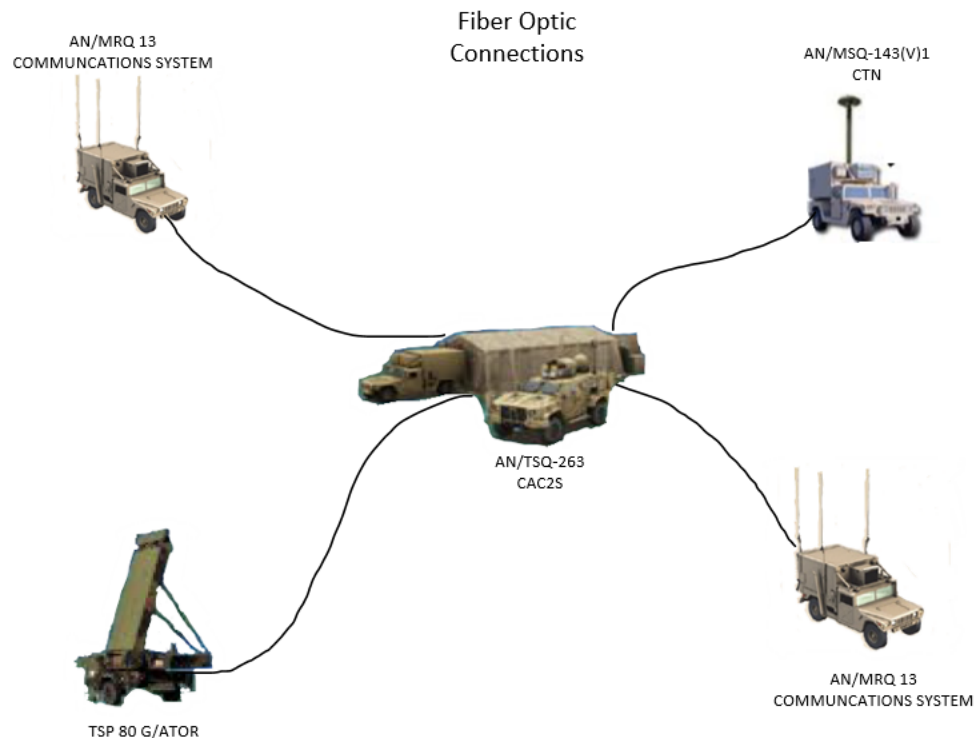 Fiber Optic
Connections
AN/MRQ 13
COMMUNCATIONS SYSTEM
AN/MSQ-143(V)1
CTN
AN/TSQ-263
CAC2S
TSP 80 G/ATOR
AN/MRQ 13
COMMUNCATIONS SYSTEM